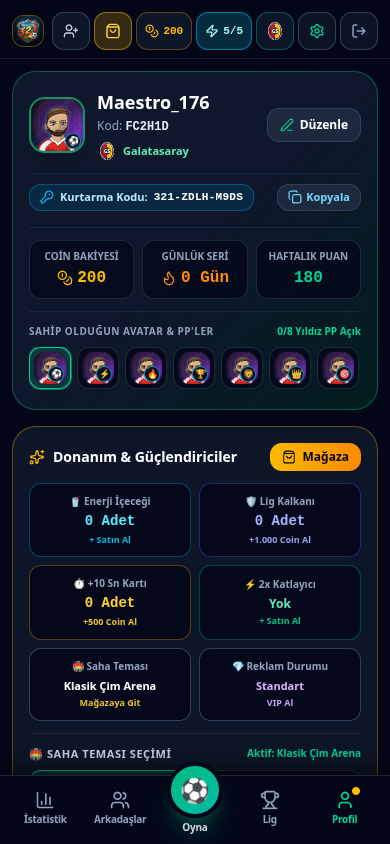 200
5/5
Maestro_176
Kod: FC2H1D
Galatasaray
Düzenle
Kurtarma Kodu: 321-ZDLH-M9DS
Kopyala
COİN BAKİYESİ
200
GÜNLÜK SERİ
0 Gün
HAFTALIK PUAN
180
SAHİP OLDUĞUN AVATAR & PP'LER
0/8 Yıldız PP Açık
Donanım & Güçlendiriciler
Mağaza
Enerji İçeceği
0 Adet
+ Satın Al
Lig Kalkanı
0 Adet
+1.000 Coin Al
+10 Sn Kartı
0 Adet
+500 Coin Al
2x Katlayıcı
Yok
+ Satın Al
Saha Teması
Klasik Çim Arena
Mağazaya Git
Reklam Durumu
Standart
VIP Al
SAHA TEMASI SEÇİMİ
Aktif: Klasik Çim Arena
İstatistik
Arkadaşlar
Oyna
Lig
Profil